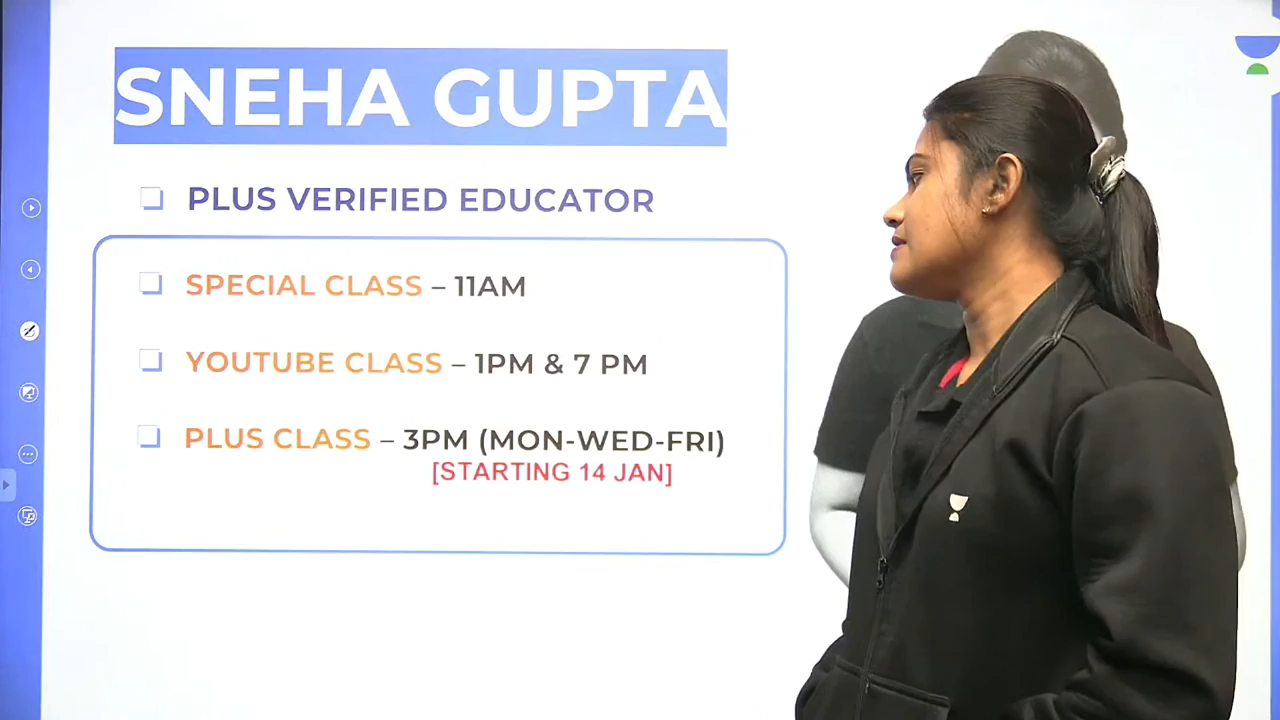 SNEHA GUPTA
PLUS VERIFIED EDUCATOR
SPECIAL CLASS – 11AM
YOUTUBE CLASS – 1PM & 7 PM
PLUS CLASS – 3PM (MON-WED-FRI)
[STARTING 14 JAN]